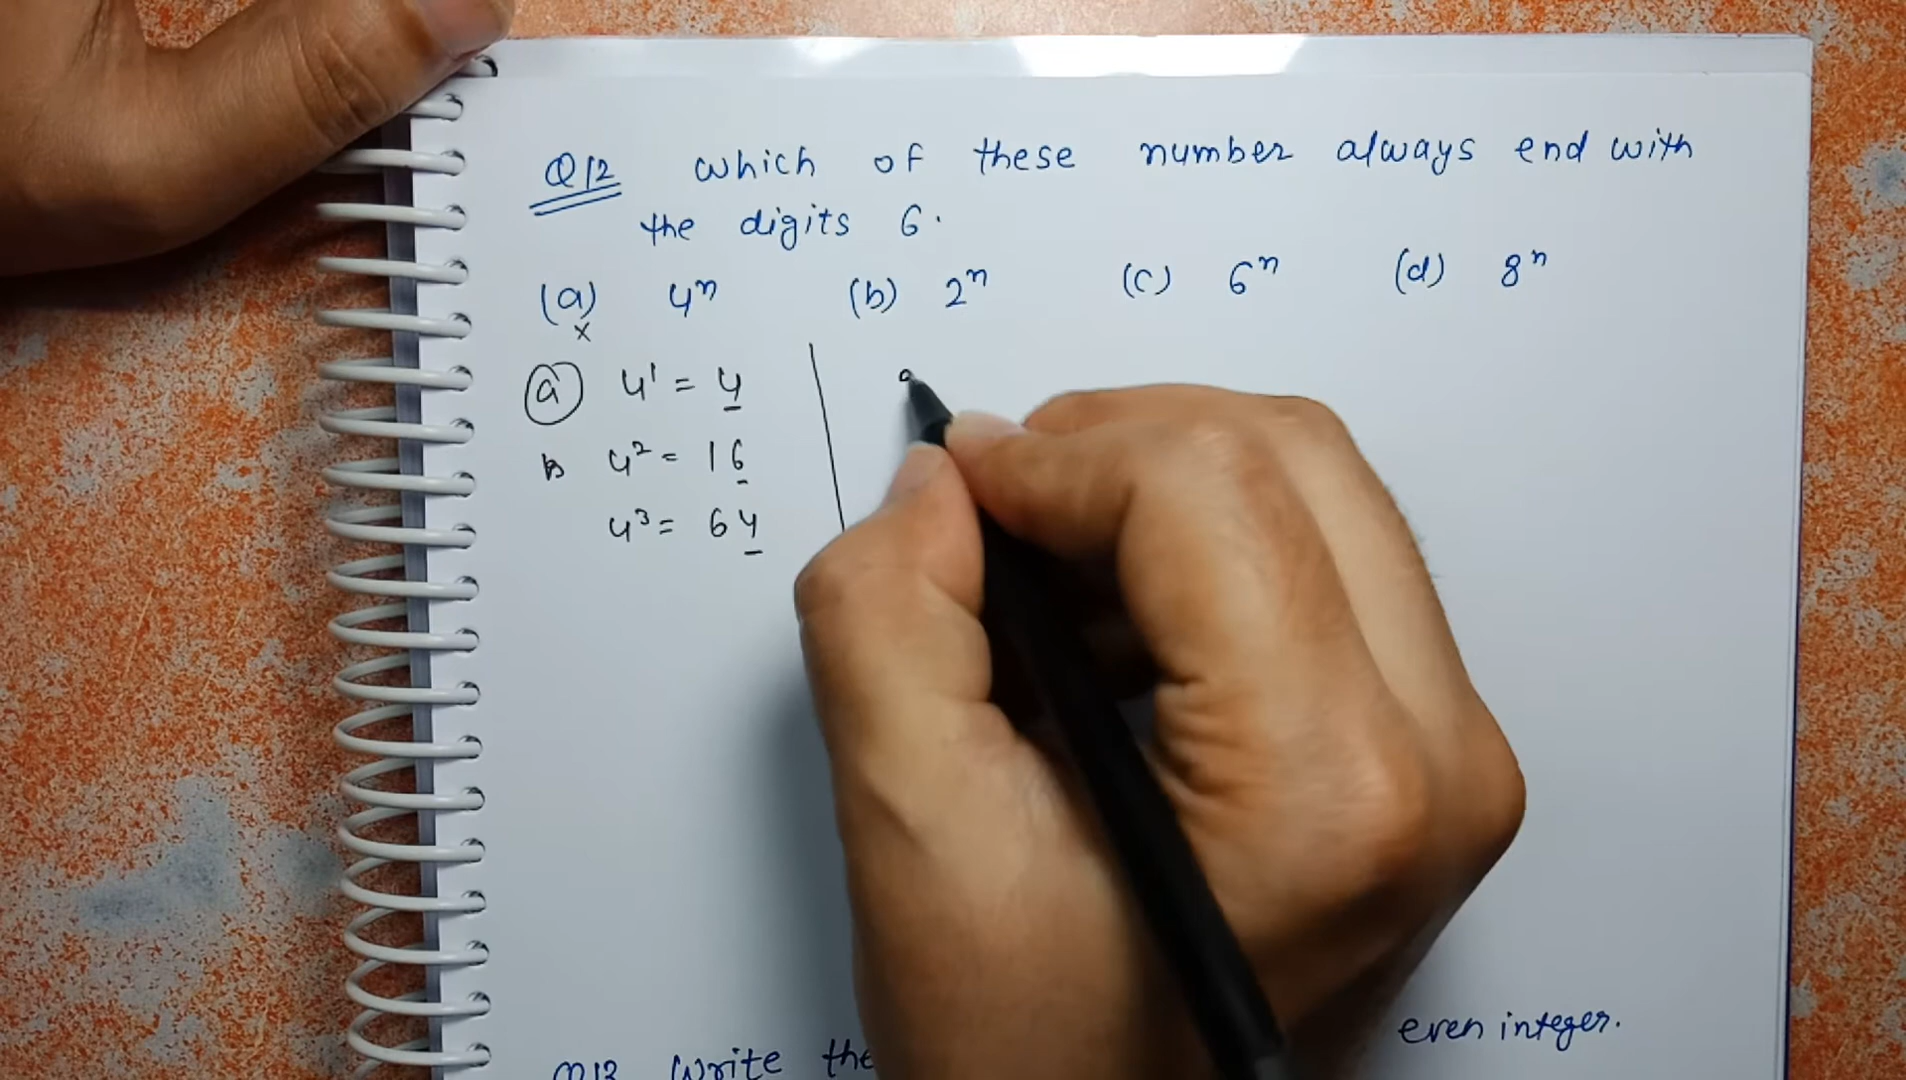 Q12 which of these number always end with
the digits 6.
(a) 4ⁿ (b) 2ⁿ (c) 6ⁿ (d) 8ⁿ
x
(a) 4¹ = 4
4² = 16
4³ = 64
even integer.
Q13 Write the